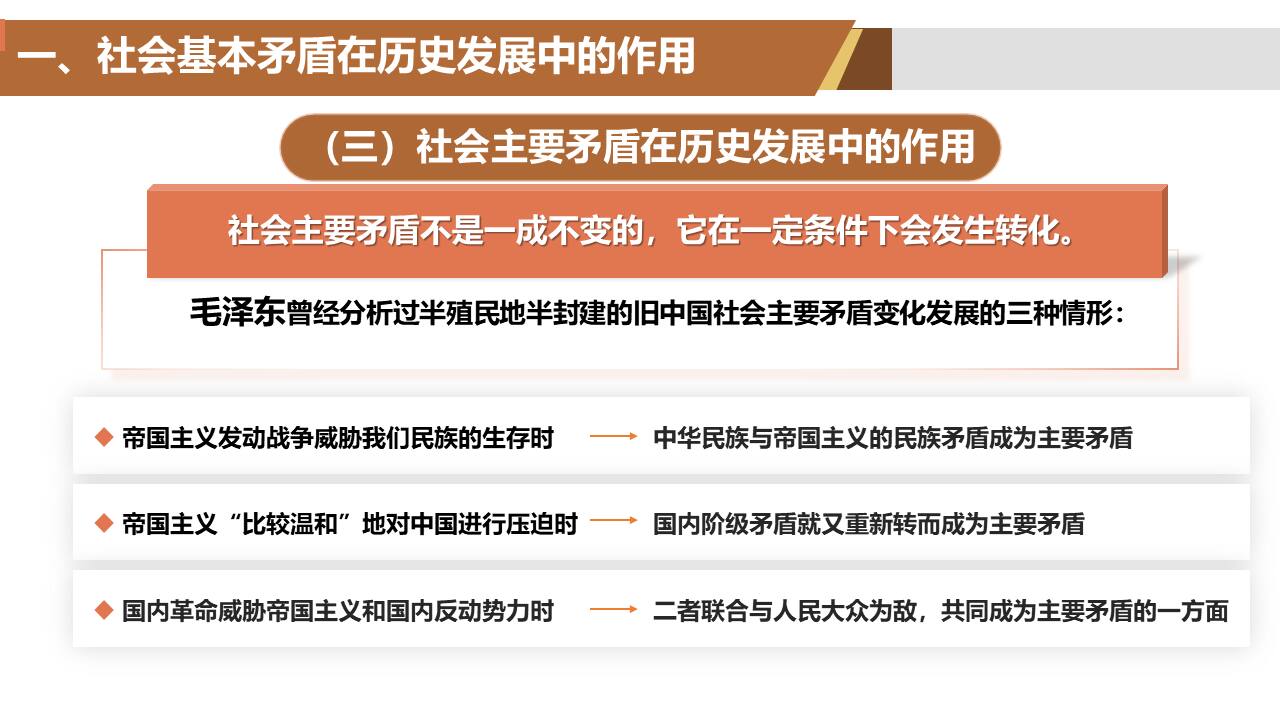 一、社会基本矛盾在历史发展中的作用
（三）社会主要矛盾在历史发展中的作用
社会主要矛盾不是一成不变的，它在一定条件下会发生转化。
毛泽东曾经分析过半殖民地半封建的旧中国社会主要矛盾变化发展的三种情形：
帝国主义发动战争威胁我们民族的生存时 中华民族与帝国主义的民族矛盾成为主要矛盾
帝国主义“比较温和”地对中国进行压迫时 国内阶级矛盾就又重新转而成为主要矛盾
国内革命威胁帝国主义和国内反动势力时 二者联合与人民大众为敌，共同成为主要矛盾的一方面